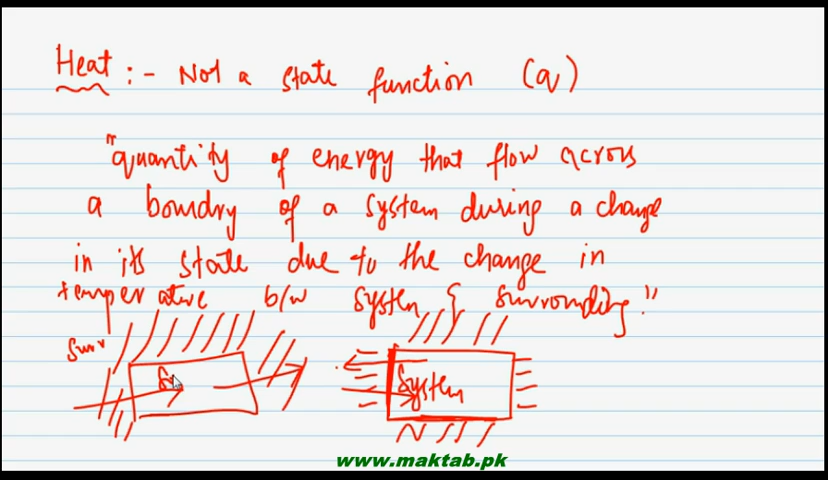 Heat :- Not a state function (q)
"quantity of energy that flow across
a boundry of a system during a change
in its state due to the change in
temperature b/w system & surrounding."
Surr
Sy
System
www.maktab.pk